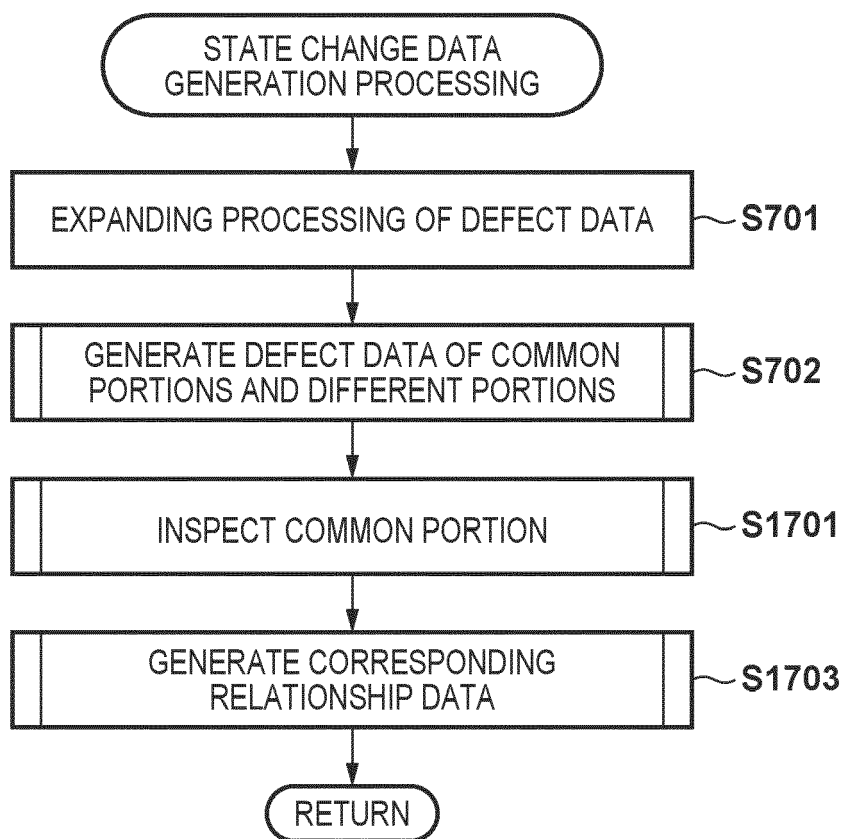 STATE CHANGE DATA
GENERATION PROCESSING
EXPANDING PROCESSING OF DEFECT DATA
S701
GENERATE DEFECT DATA OF COMMON
PORTIONS AND DIFFERENT PORTIONS
S702
INSPECT COMMON PORTION
S1701
GENERATE CORRESPONDING
RELATIONSHIP DATA
S1703
RETURN